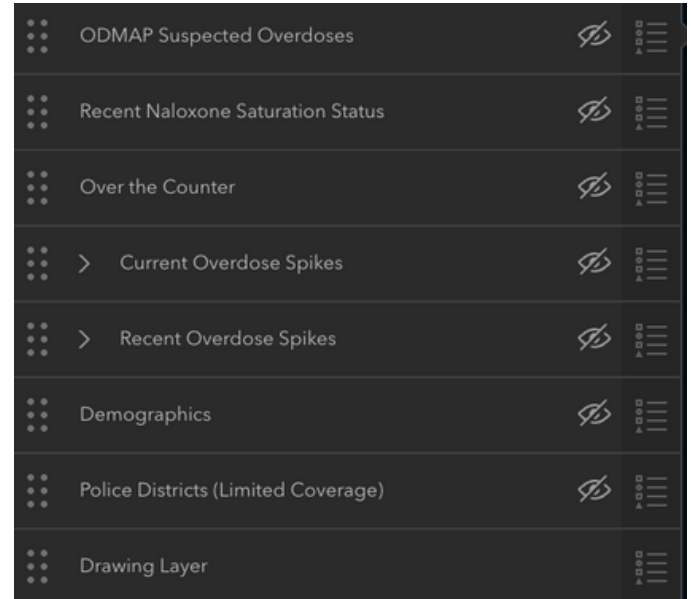 ODMAP Suspected Overdoses
Recent Naloxone Saturation Status
Over the Counter
Current Overdose Spikes
Recent Overdose Spikes
Demographics
Police Districts (Limited Coverage)
Drawing Layer